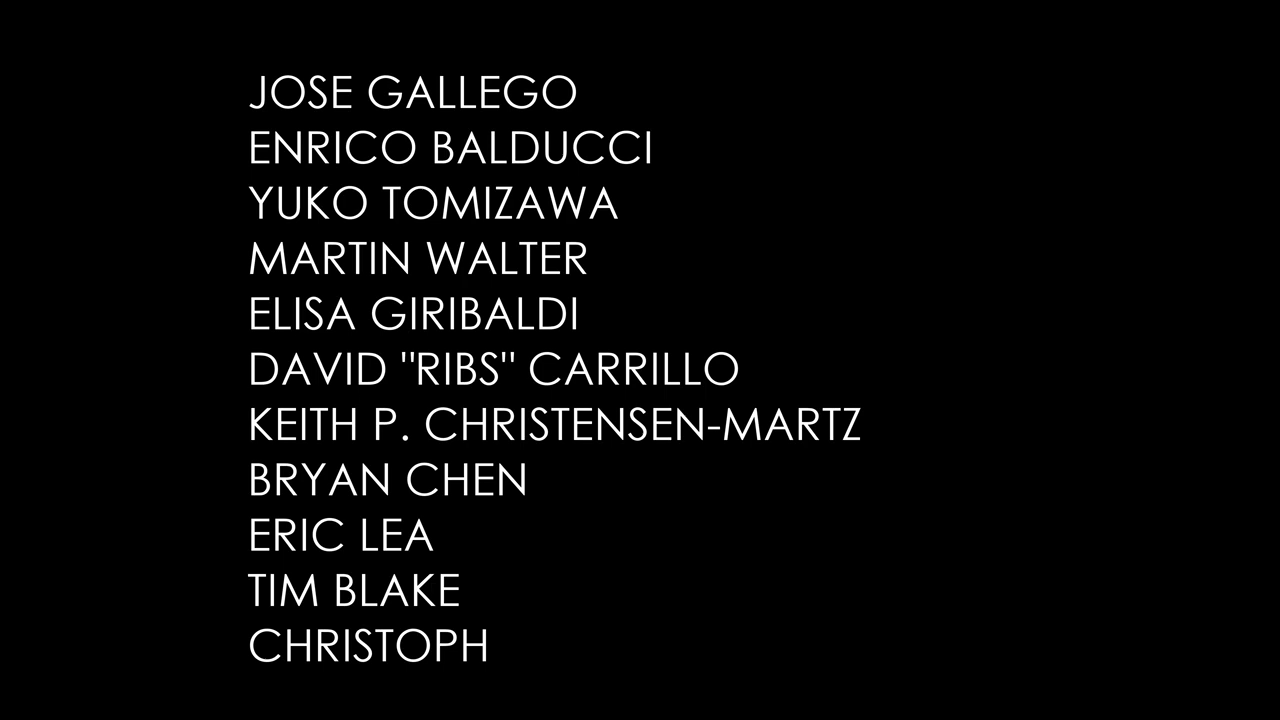 JOSE GALLEGO
ENRICO BALDUCCI
YUKO TOMIZAWA
MARTIN WALTER
ELISA GIRIBALDI
DAVID "RIBS" CARRILLO
KEITH P. CHRISTENSEN-MARTZ
BRYAN CHEN
ERIC LEA
TIM BLAKE
CHRISTOPH